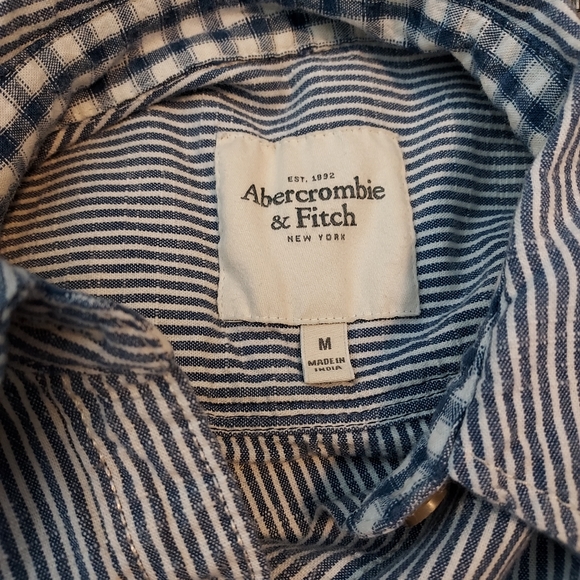 EST. 1892
Abercrombie
& Fitch
NEW YORK
M
MADE IN
INDIA